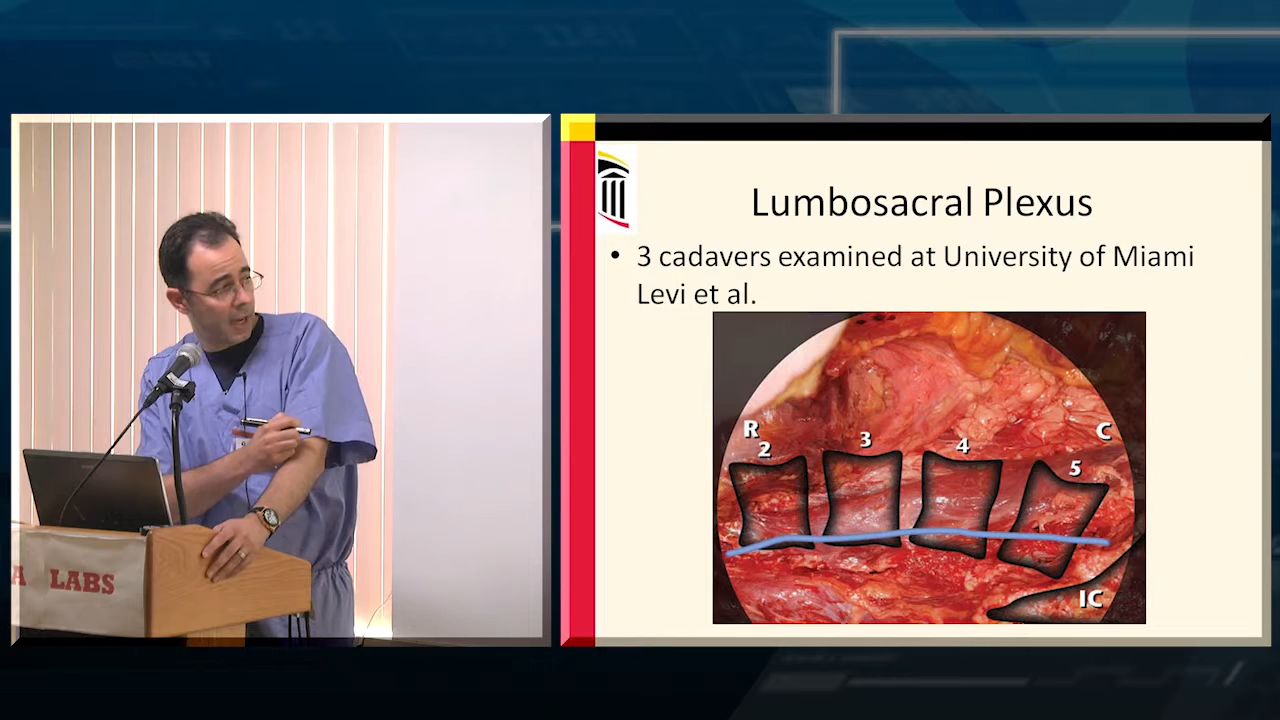 Lumbosacral Plexus
• 3 cadavers examined at University of Miami
Levi et al.
R
2
3
4
C
5
IC
A LABS